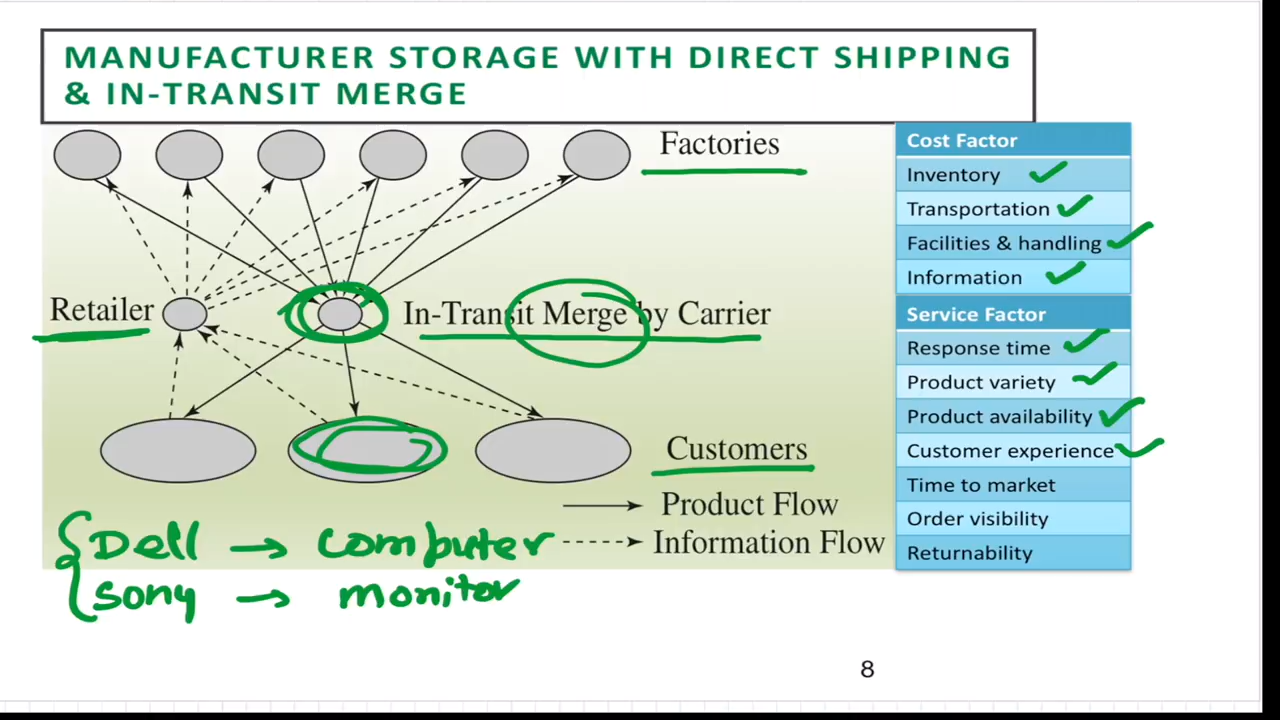 MANUFACTURER STORAGE WITH DIRECT SHIPPING
& IN-TRANSIT MERGE
Factories
Retailer
In-Transit Merge by Carrier
Customers
Product Flow
Information Flow
Dell → computer
Sony → monitor
Cost Factor
Inventory
Transportation
Facilities & handling
Information
Service Factor
Response time
Product variety
Product availability
Customer experience
Time to market
Order visibility
Returnability
8